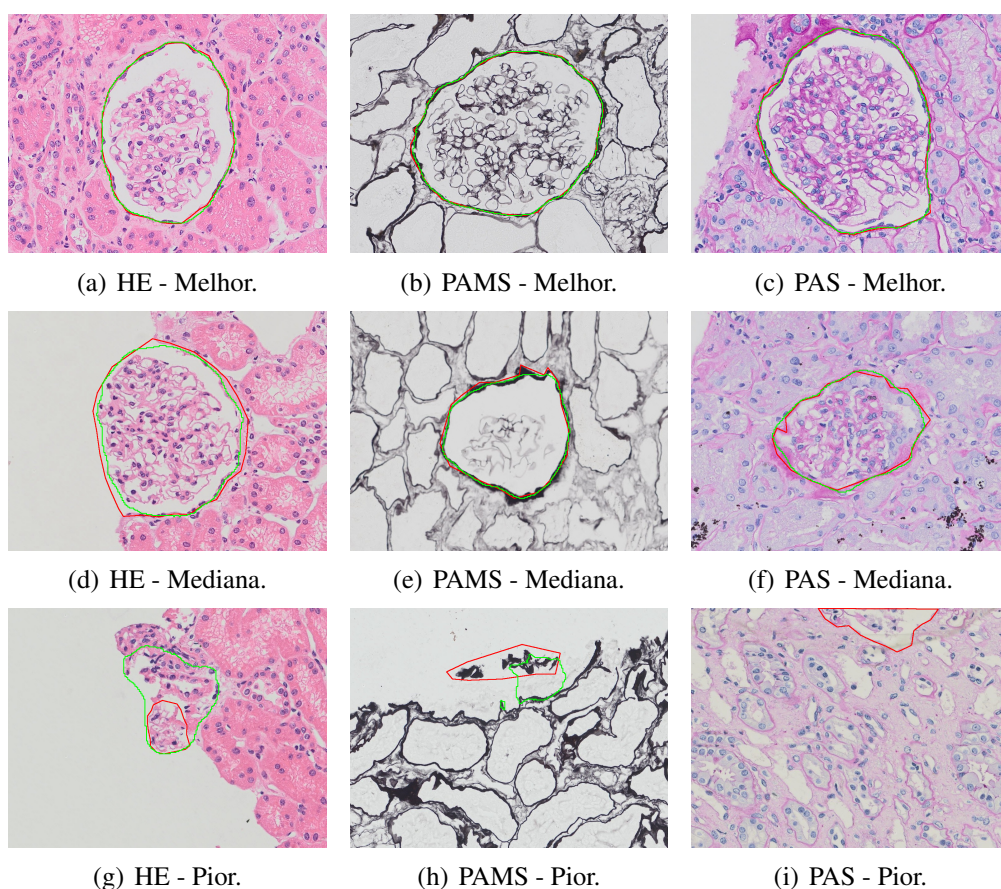 (a) HE - Melhor.
(b) PAMS - Melhor.
(c) PAS - Melhor.
(d) HE - Mediana.
(e) PAMS - Mediana.
(f) PAS - Mediana.
(g) HE - Pior.
(h) PAMS - Pior.
(i) PAS - Pior.